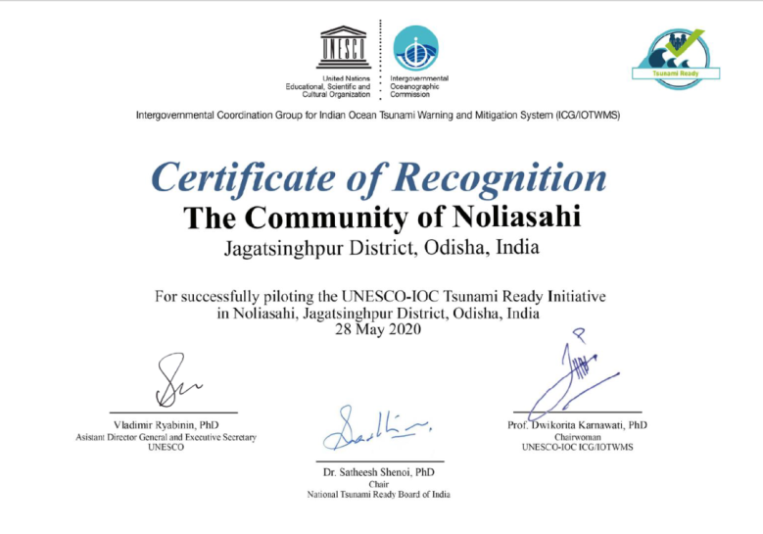 UNESCO
United Nations
Educational, Scientific and
Cultural Organization
Intergovernmental
Oceanographic
Commission
Tsunami Ready
Intergovernmental Coordination Group for Indian Ocean Tsunami Warning and Mitigation System (ICG/IOTWMS)
Certificate of Recognition
The Community of Noliasahi
Jagatsinghpur District, Odisha, India
For successfully piloting the UNESCO-IOC Tsunami Ready Initiative
in Noliasahi, Jagatsinghpur District, Odisha, India
28 May 2020
Vladimir Ryabinin, PhD
Asistant Director General and Executive Secretary
UNESCO
Dr. Satheesh Shenoi, PhD
Chair
National Tsunami Ready Board of India
Prof. Dwikorita Karnawati, PhD
Chairwoman
UNESCO-IOC ICG/IOTWMS